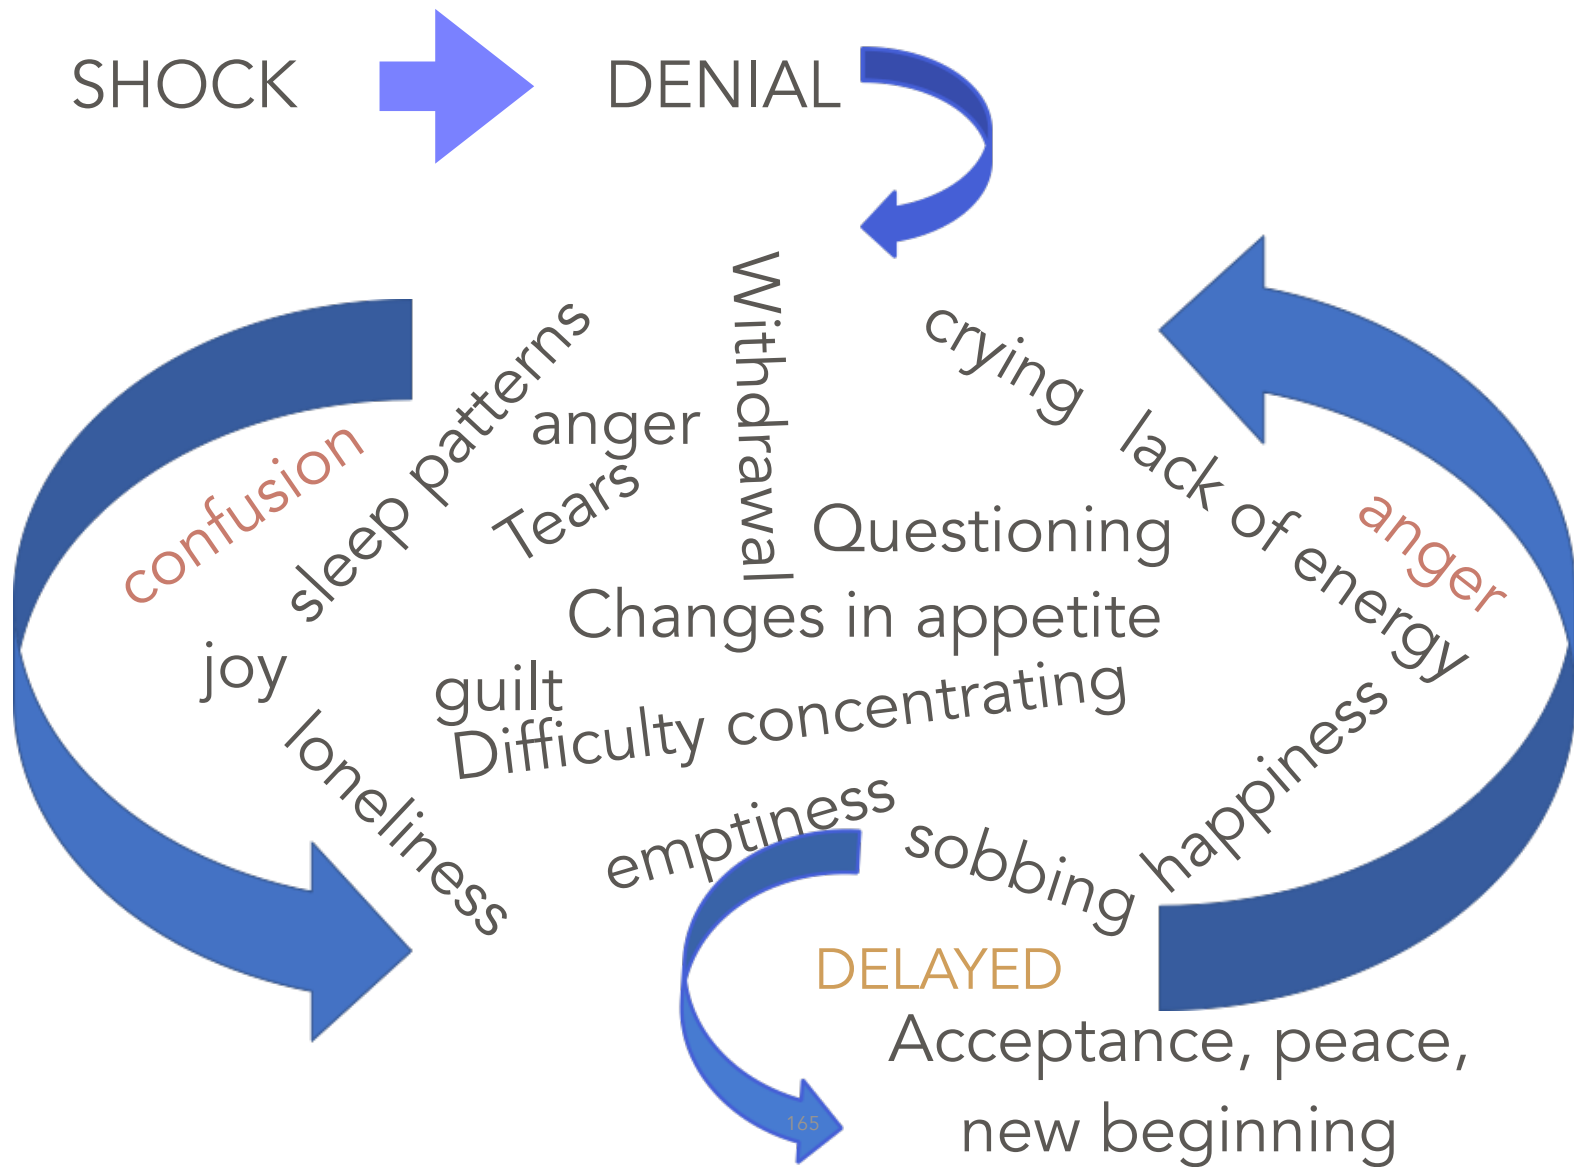 SHOCK
DENIAL
Withdrawal
crying
sleep patterns
anger
lack of energy
confusion
Tears
Questioning
anger
Changes in appetite
joy
guilt
Difficulty concentrating
happiness
loneliness
emptiness
sobbing
DELAYED
Acceptance, peace,
new beginning
165